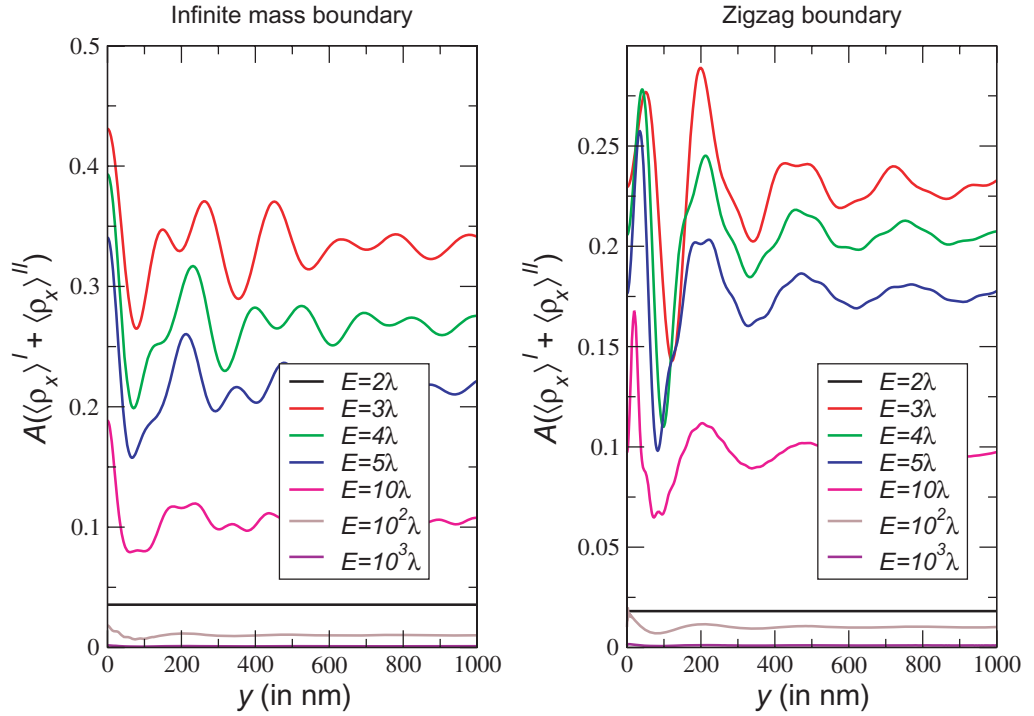 Infinite mass boundary
A(⟨ρx⟩^I + ⟨ρx⟩^II)
0.5
0.4
0.3
0.2
0.1
0
E=2λ
E=3λ
E=4λ
E=5λ
E=10λ
E=10²λ
E=10³λ
0 200 400 600 800 1000
y (in nm)
Zigzag boundary
A(⟨ρx⟩^I + ⟨ρx⟩^II)
0.25
0.2
0.15
0.1
0.05
0
E=2λ
E=3λ
E=4λ
E=5λ
E=10λ
E=10²λ
E=10³λ
0 200 400 600 800 1000
y (in nm)